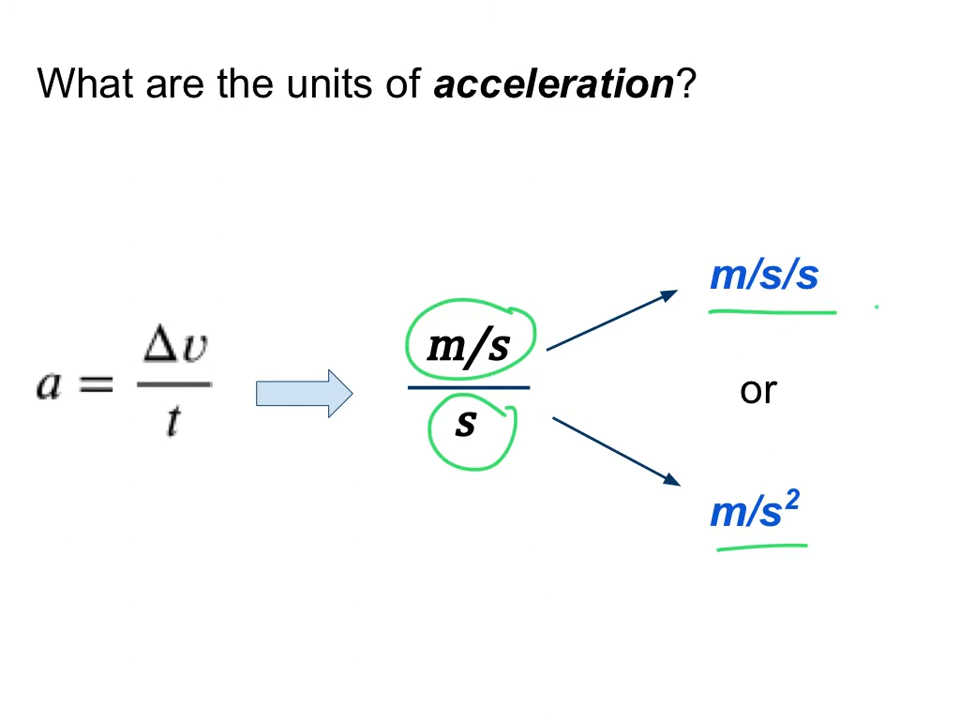 What are the units of acceleration?
a = Δv / t
m/s
s
m/s/s
or
m/s²